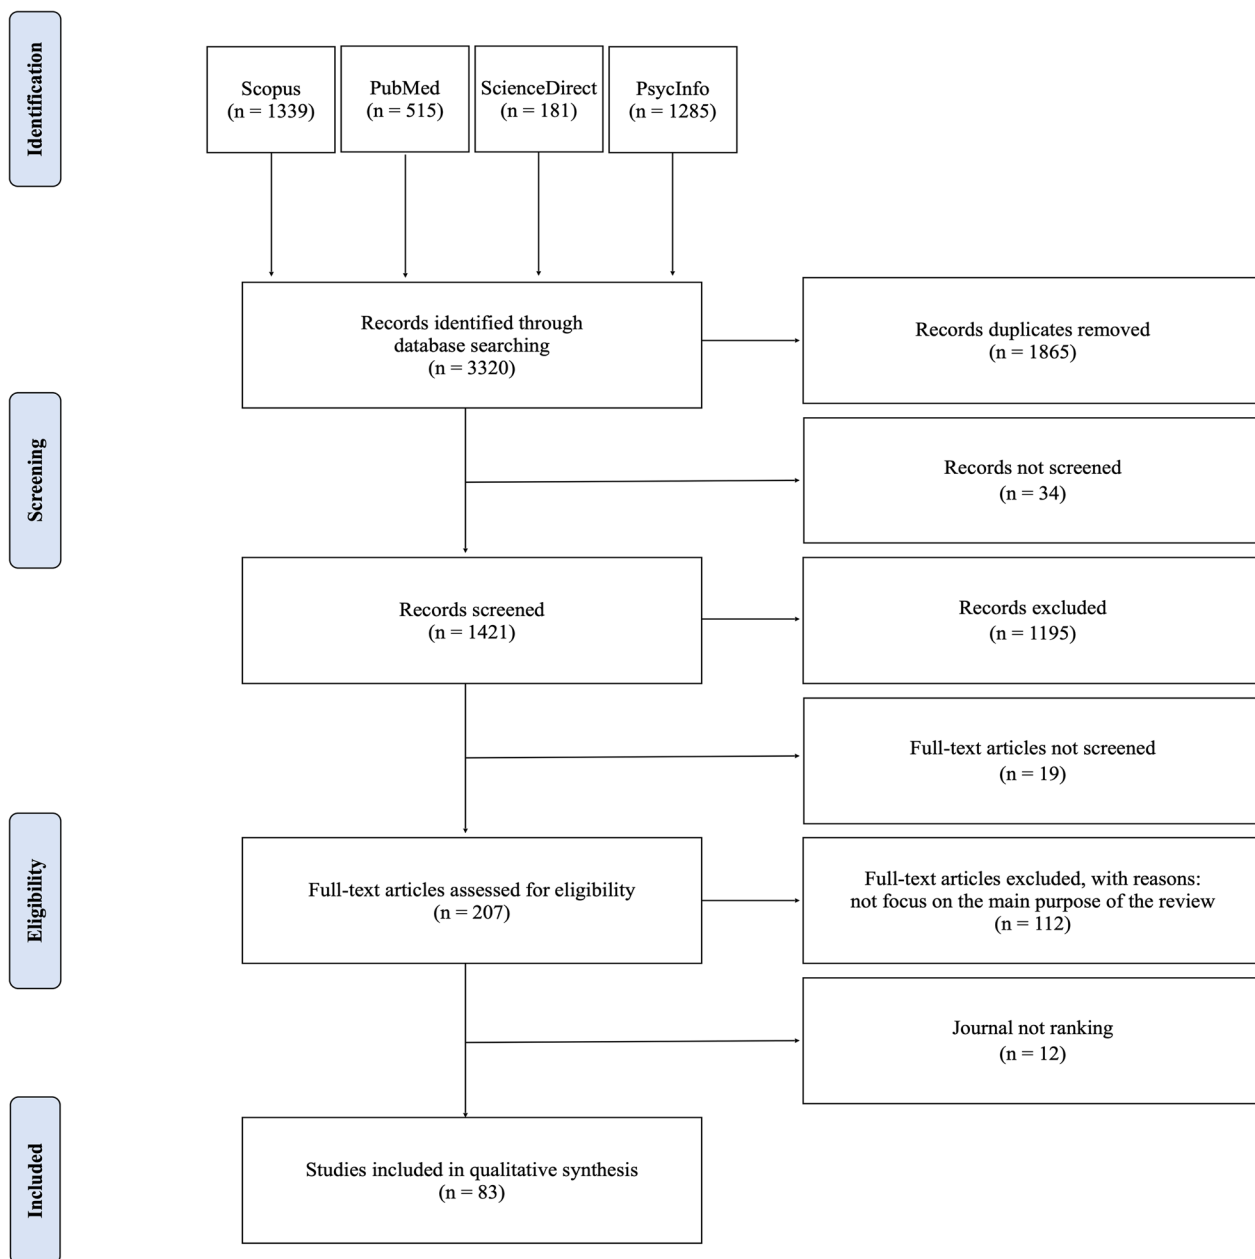 Identification
Scopus
(n = 1339)
PubMed
(n = 515)
ScienceDirect
(n = 181)
PsycInfo
(n = 1285)
Records identified through
database searching
(n = 3320)
Records duplicates removed
(n = 1865)
Screening
Records not screened
(n = 34)
Records screened
(n = 1421)
Records excluded
(n = 1195)
Full-text articles not screened
(n = 19)
Eligibility
Full-text articles assessed for eligibility
(n = 207)
Full-text articles excluded, with reasons:
not focus on the main purpose of the review
(n = 112)
Journal not ranking
(n = 12)
Included
Studies included in qualitative synthesis
(n = 83)